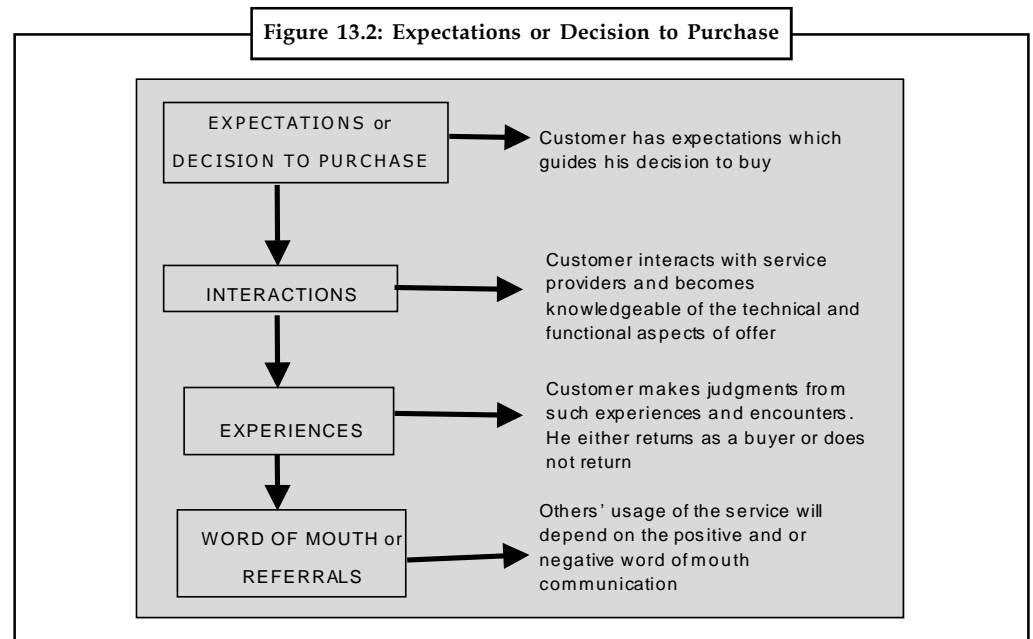 Figure 13.2: Expectations or Decision to Purchase
EXPECTATIONS or
DECISION TO PURCHASE
Customer has expectations which
guides his decision to buy
INTERACTIONS
Customer interacts with service
providers and becomes
knowledgeable of the technical and
functional aspects of offer
EXPERIENCES
Customer makes judgments from
such experiences and encounters.
He either returns as a buyer or does
not return
WORD OF MOUTH or
REFERRALS
Others’ usage of the service will
depend on the positive and or
negative word of mouth
communication